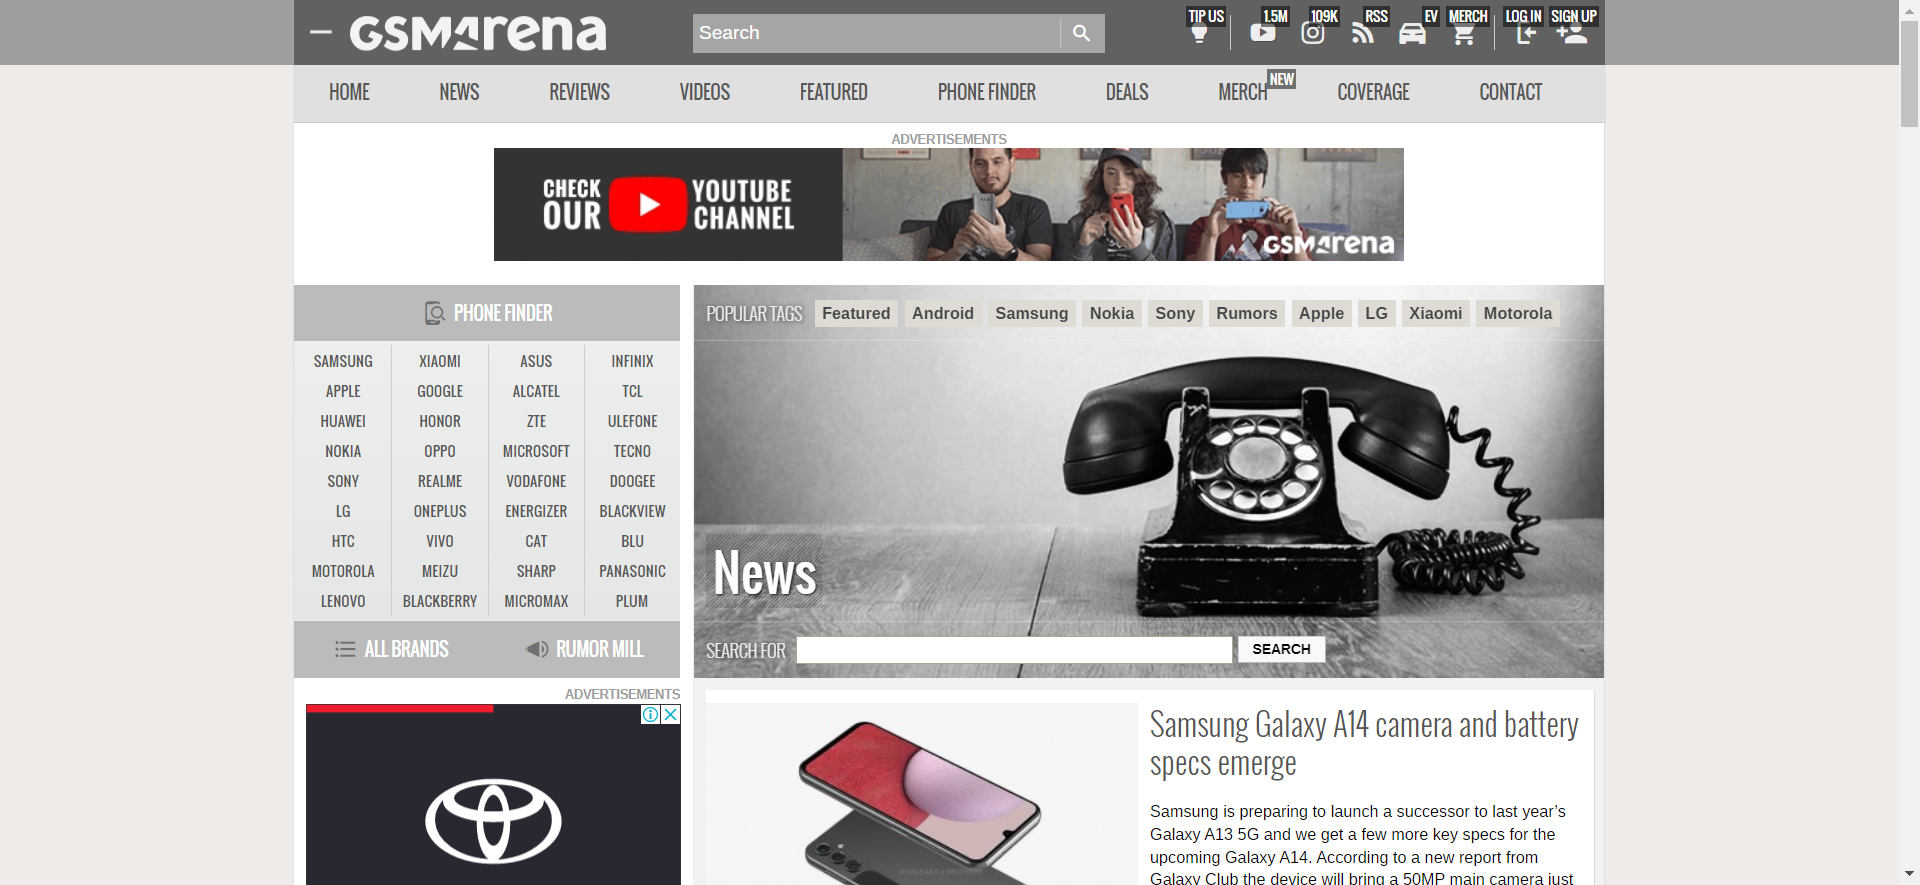 GSMArena
Search
TIP US
1.5M
109K
RSS
EV
MERCH
LOG IN
SIGN UP
HOME
NEWS
REVIEWS
VIDEOS
FEATURED
PHONE FINDER
DEALS
MERCH
NEW
COVERAGE
CONTACT
ADVERTISEMENTS
CHECK OUR
YOUTUBE CHANNEL
GSMArena
PHONE FINDER
SAMSUNG XIAOMI ASUS INFINIX
APPLE GOOGLE ALCATEL TCL
HUAWEI HONOR ZTE ULEFONE
NOKIA OPPO MICROSOFT TECNO
SONY REALME VODAFONE DOOGEE
LG ONEPLUS ENERGIZER BLACKVIEW
HTC VIVO CAT BLU
MOTOROLA MEIZU SHARP PANASONIC
LENOVO BLACKBERRY MICROMAX PLUM
ALL BRANDS
RUMOR MILL
ADVERTISEMENTS
POPULAR TAGS Featured Android Samsung Nokia Sony Rumors Apple LG Xiaomi Motorola
News
SEARCH FOR
SEARCH
Samsung Galaxy A14 camera and battery
specs emerge
Samsung is preparing to launch a successor to last year’s
Galaxy A13 5G and we get a few more key specs for the
upcoming Galaxy A14. According to a new report from
Galaxy Club the device will bring a 50MP main camera just